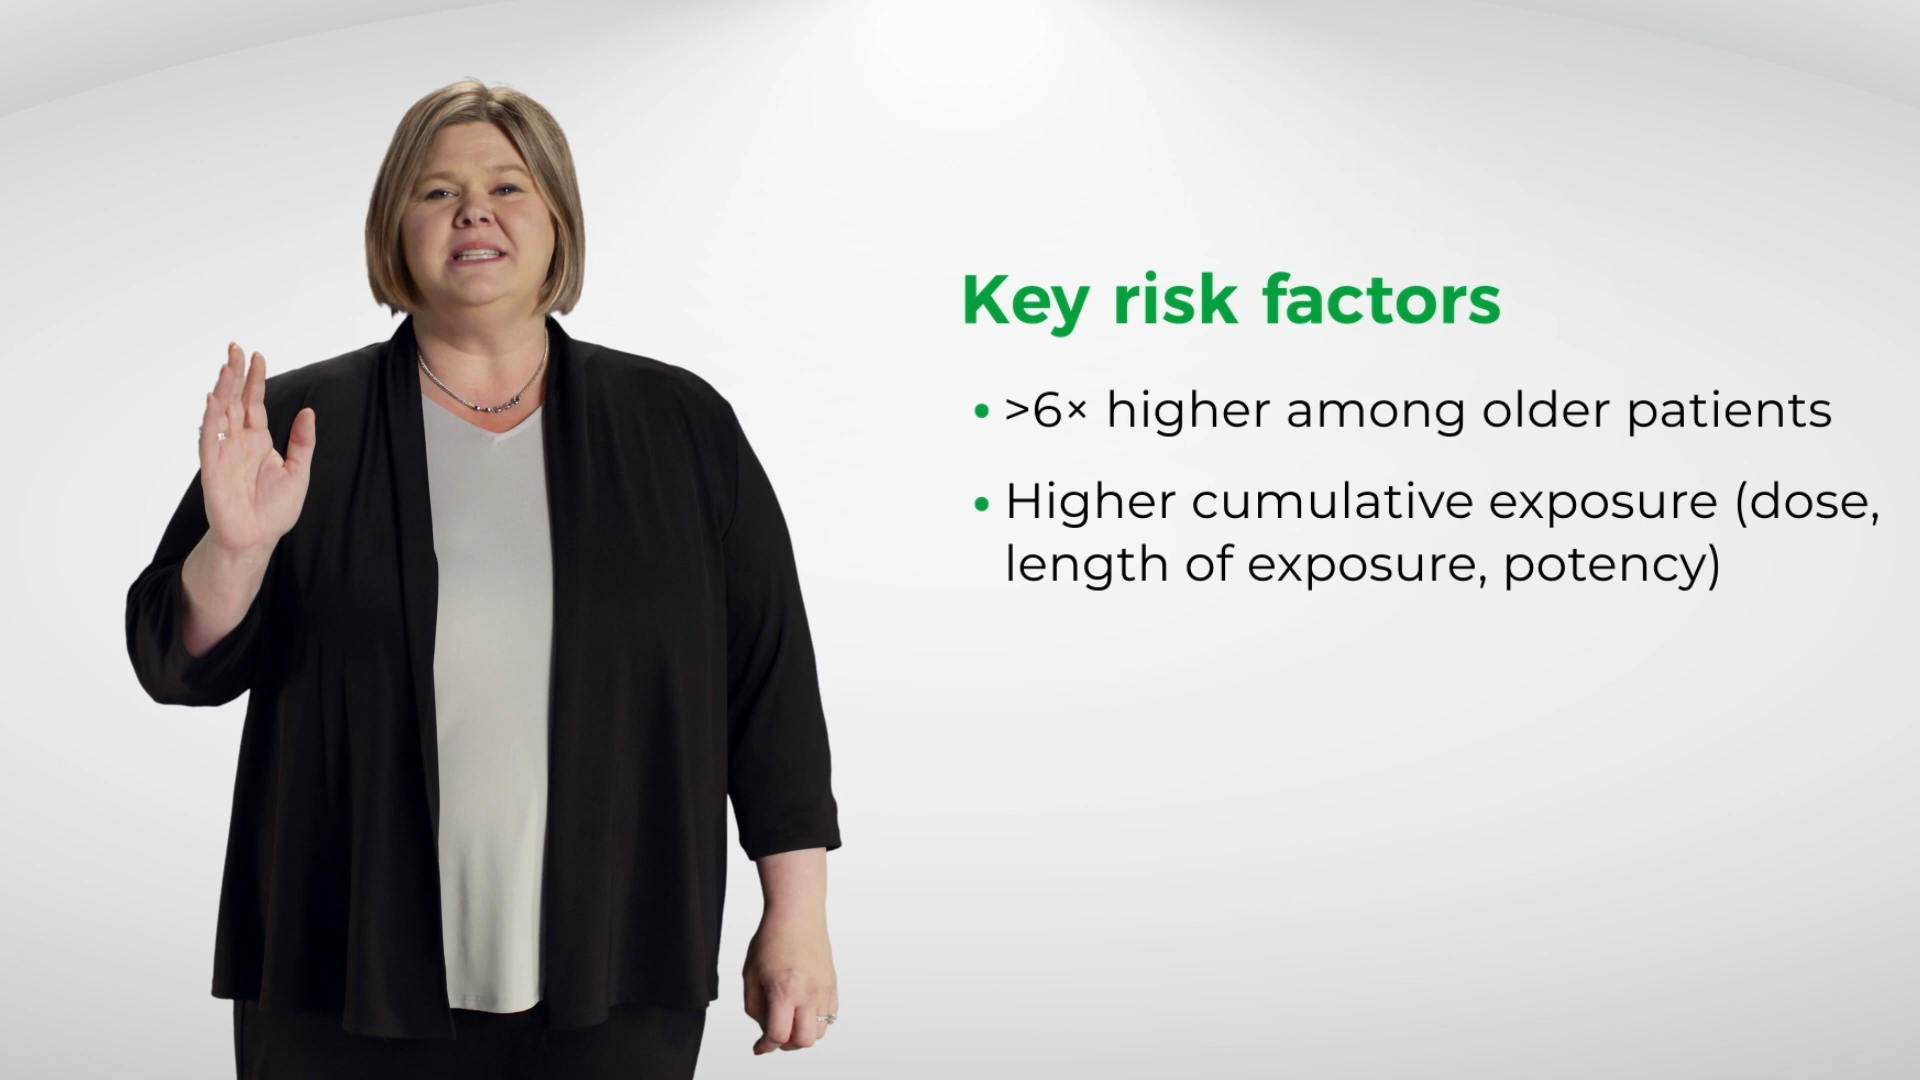 Key risk factors
• >6× higher among older patients
• Higher cumulative exposure (dose,
length of exposure, potency)